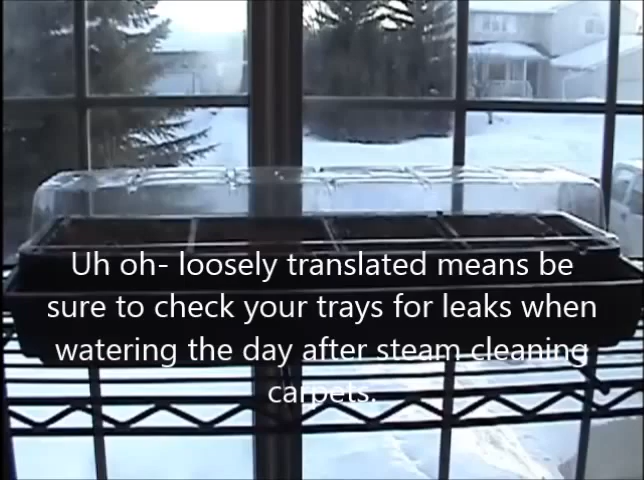 Uh oh- loosely translated means be
sure to check your trays for leaks when
watering the day after steam cleaning
carpets.